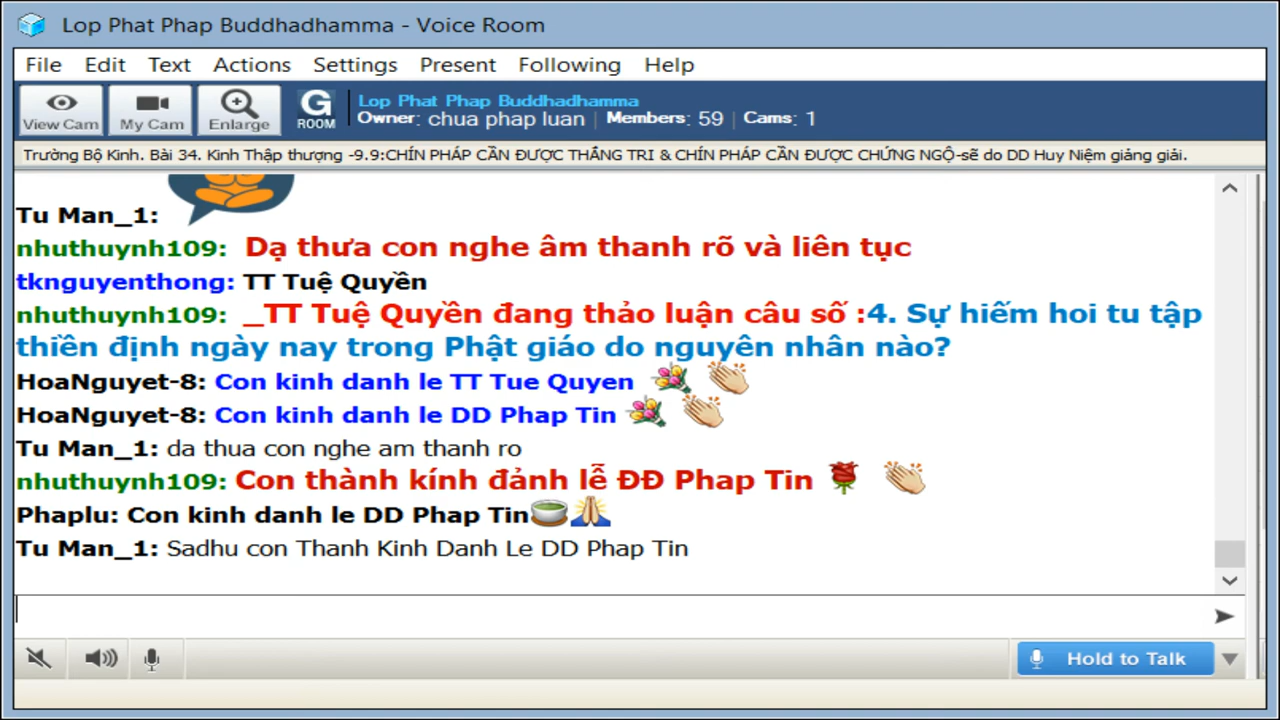 Lop Phat Phap Buddhadhamma - Voice Room
File Edit Text Actions Settings Present Following Help
View Cam My Cam Enlarge G ROOM
Lop Phat Phap Buddhadhamma
Owner: chua phap luan | Members: 59 | Cams: 1
Trường Bộ Kinh. Bài 34. Kinh Thập thượng -9.9:CHÍN PHÁP CẦN ĐƯỢC THẮNG TRI & CHÍN PHÁP CẦN ĐƯỢC CHỨNG NGỘ-sẽ do DD Huy Niệm giảng giải.
Tu Man_1:
nhuthuynh109: Dạ thưa con nghe âm thanh rõ và liên tục
tknguyenthong: TT Tuệ Quyền
nhuthuynh109: _TT Tuệ Quyền đang thảo luận câu số :4. Sự hiếm hoi tu tập
thiền định ngày nay trong Phật giáo do nguyên nhân nào?
HoaNguyet-8: Con kinh danh le TT Tue Quyen
HoaNguyet-8: Con kinh danh le DD Phap Tin
Tu Man_1: da thua con nghe am thanh ro
nhuthuynh109: Con thành kính đảnh lễ ĐĐ Phap Tin
Phaplu: Con kinh danh le DD Phap Tin
Tu Man_1: Sadhu con Thanh Kinh Danh Le DD Phap Tin
Hold to Talk